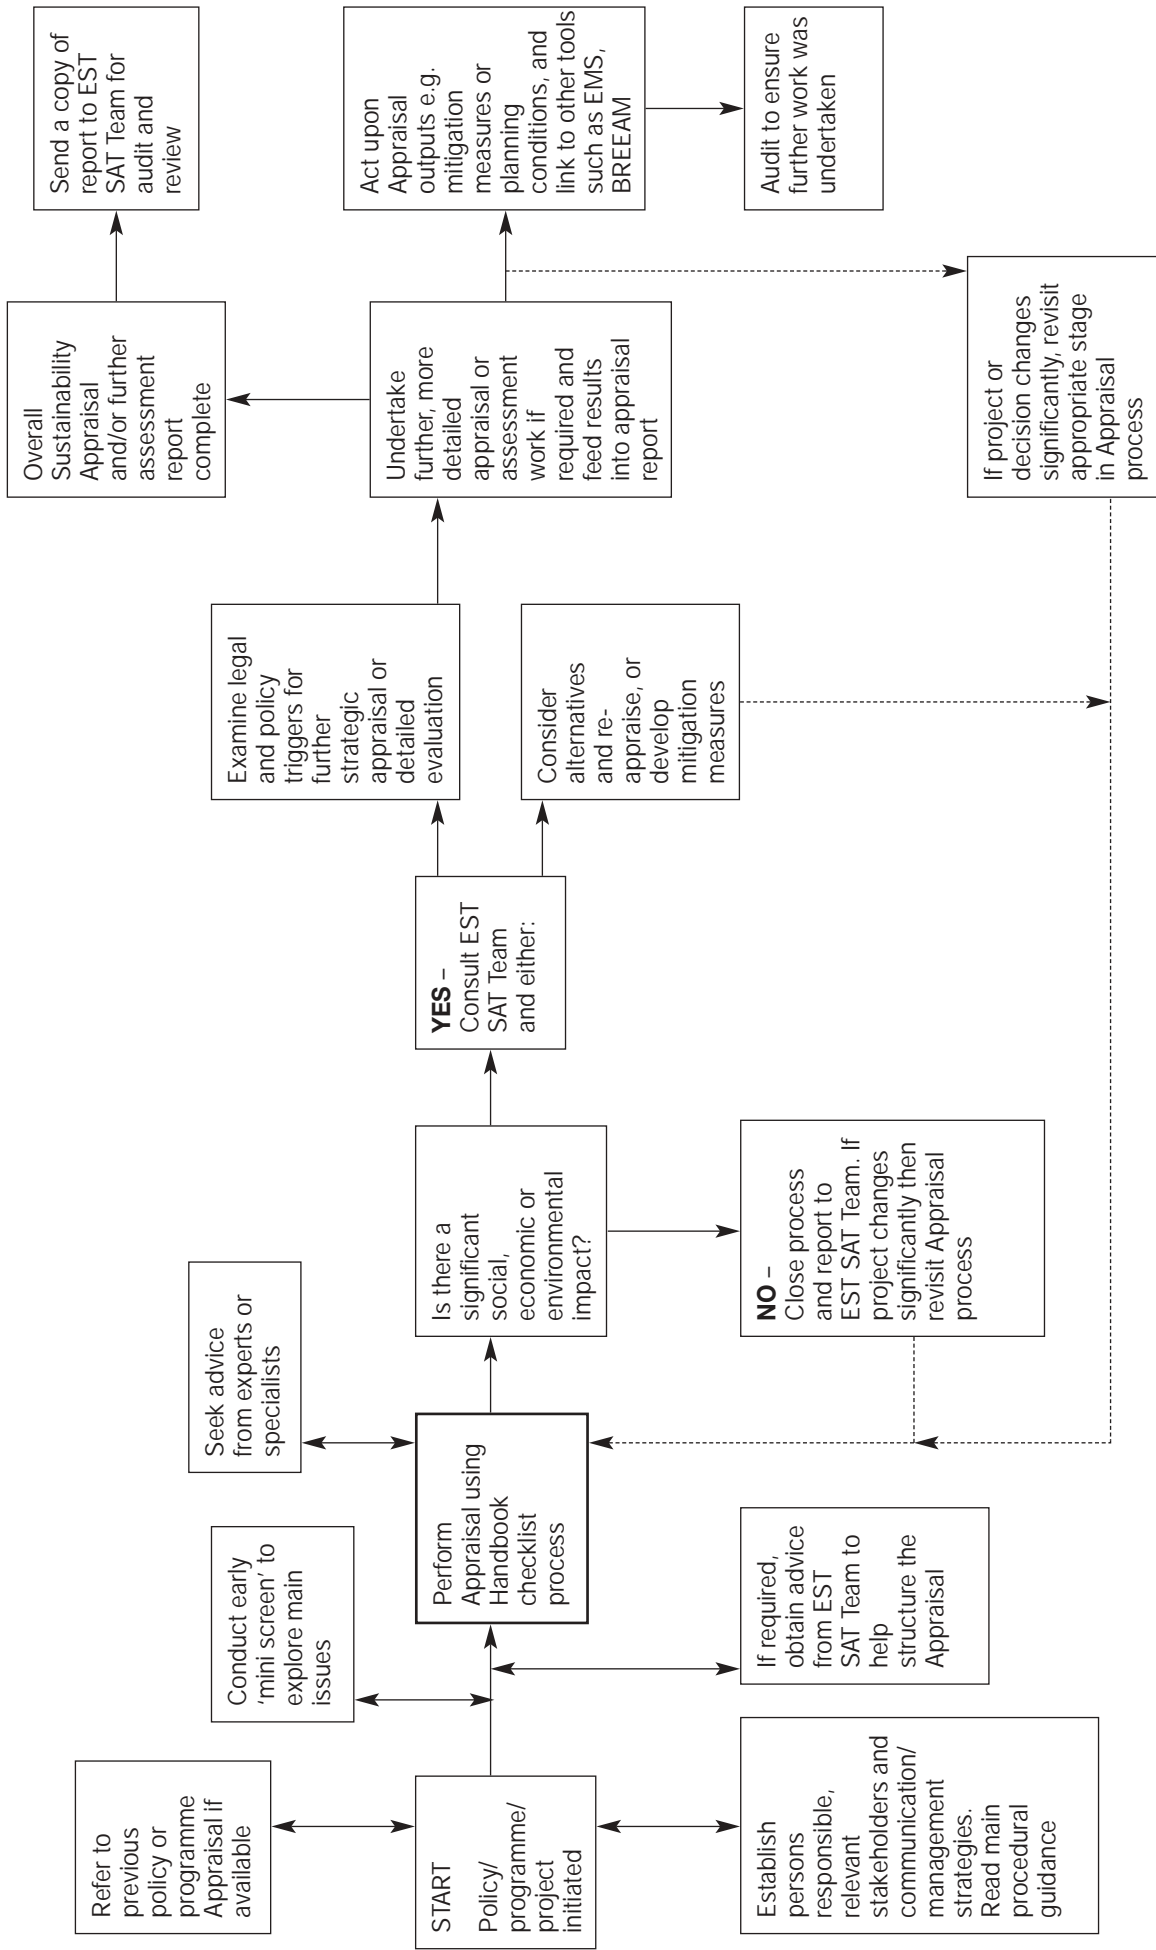 Refer to
previous
policy or
programme
Appraisal if
available
START
Policy/
programme/
project
initiated
Establish
persons
responsible,
relevant
stakeholders and
communication/
management
strategies.
Read main
procedural
guidance
Conduct early
'mini screen' to
explore main
issues
If required,
obtain advice
from EST
SAT Team to
help
structure the
Appraisal
Seek advice
from experts or
specialists
Perform
Appraisal using
Handbook
checklist
process
Is there a
significant
social,
economic or
environmental
impact?
NO –
Close process
and report to
EST SAT Team. If
project changes
significantly then
revisit Appraisal
process
YES –
Consult EST
SAT Team
and either:
Examine legal
and policy
triggers for
further
strategic
appraisal or
detailed
evaluation
Consider
alternatives
and re-
appraise, or
develop
mitigation
measures
Overall
Sustainability
Appraisal
and/or further
assessment
report
complete
Undertake
further, more
detailed
appraisal or
assessment
work if
required and
feed results
into appraisal
report
If project or
decision changes
significantly, revisit
appropriate stage
in Appraisal
process
Send a copy of
report to EST
SAT Team for
audit and
review
Act upon
Appraisal
outputs e.g.
mitigation
measures or
planning
conditions, and
link to other tools
such as EMS,
BREEAM
Audit to ensure
further work was
undertaken